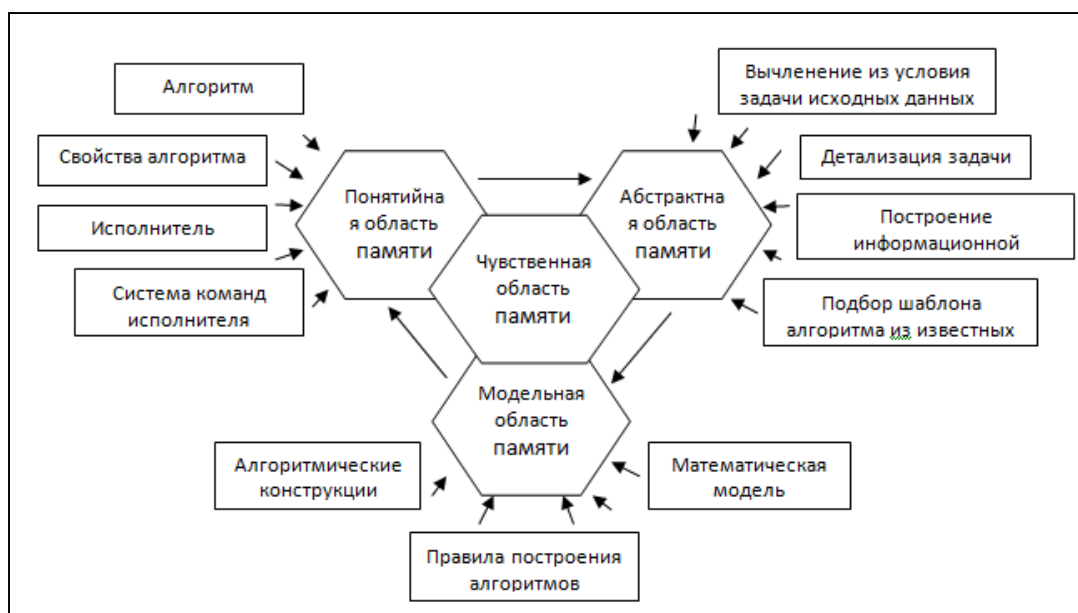 Алгоритм
Свойства алгоритма
Исполнитель
Система команд
исполнителя
Понятийна
я область
памяти
Вычленение из условия
задачи исходных данных
Детализация задачи
Построение
информационной
Подбор шаблона
алгоритма из известных
Абстрактна
я область
памяти
Чувственная
область
памяти
Модельная
область
памяти
Алгоритмические
конструкции
Правила построения
алгоритмов
Математическая
модель